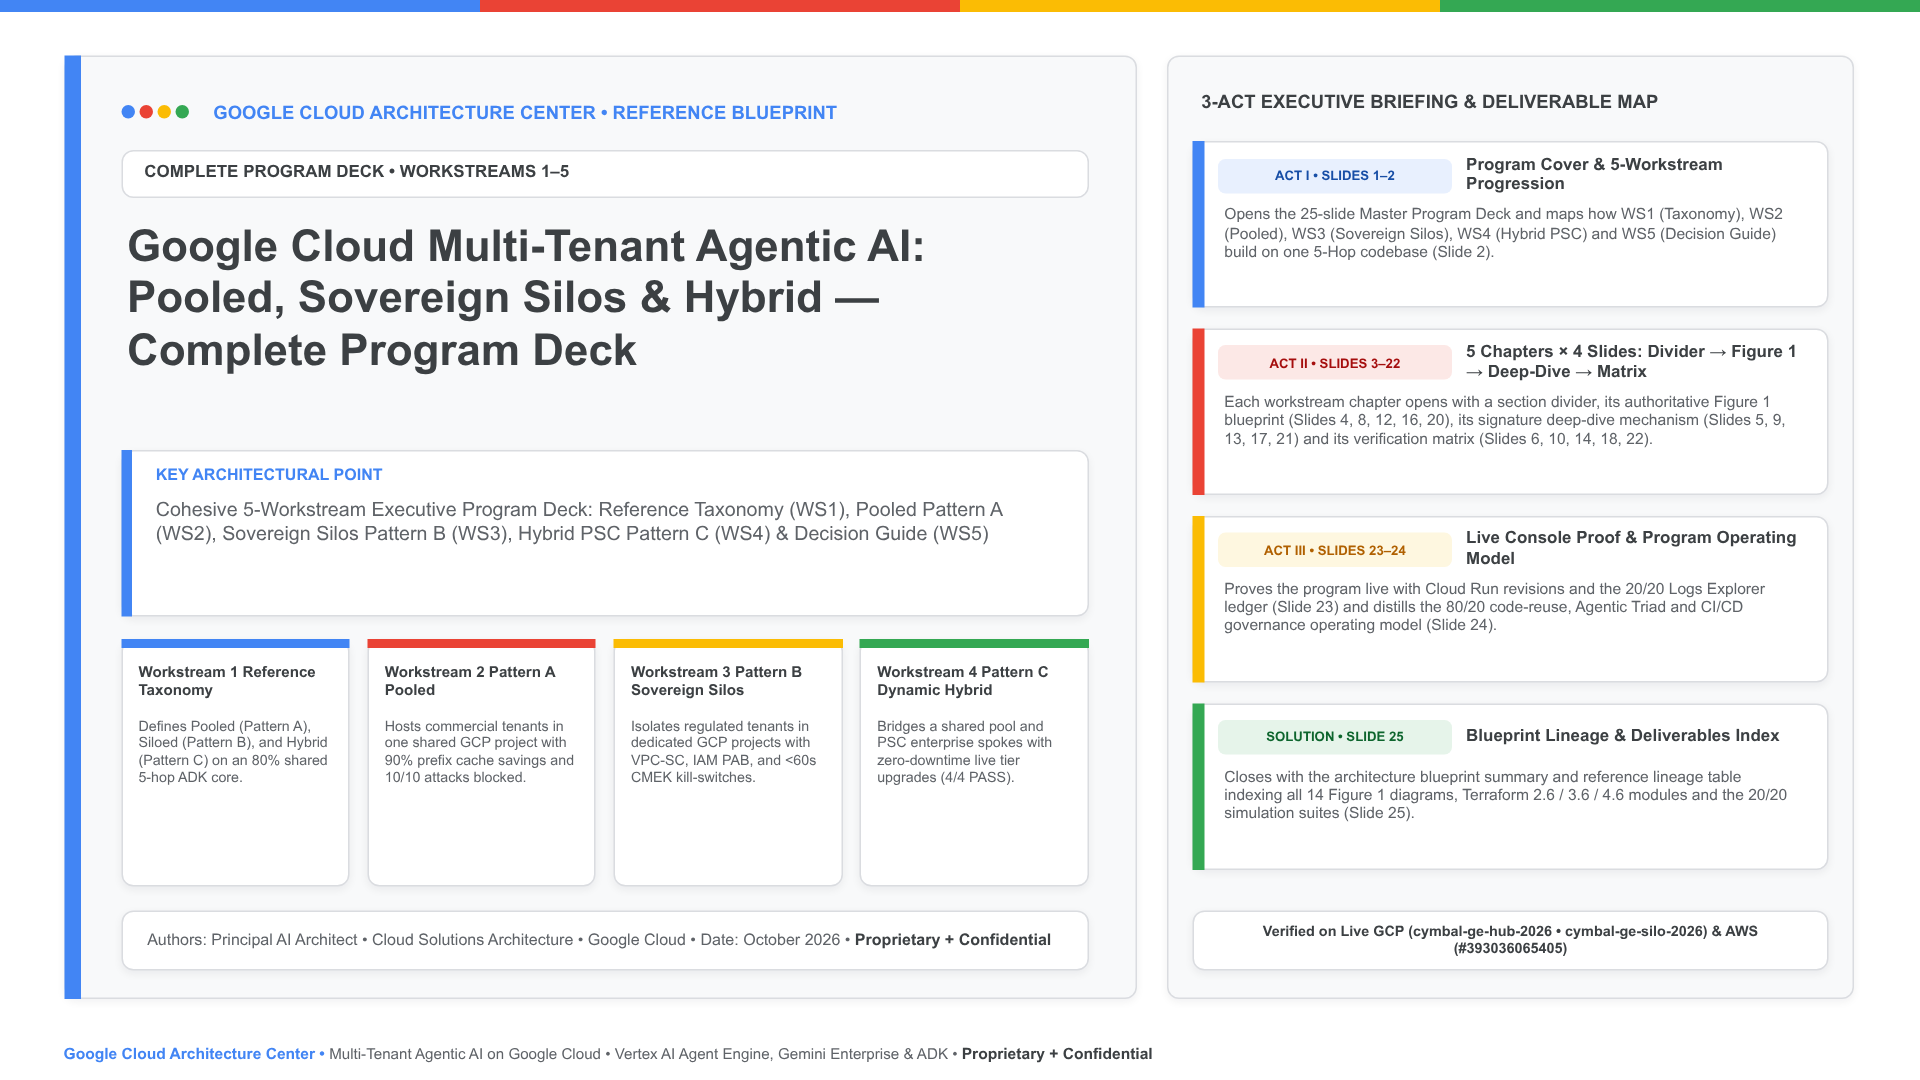 GOOGLE CLOUD ARCHITECTURE CENTER • REFERENCE BLUEPRINT
COMPLETE PROGRAM DECK • WORKSTREAMS 1–5
Google Cloud Multi-Tenant Agentic AI:
Pooled, Sovereign Silos & Hybrid —
Complete Program Deck
KEY ARCHITECTURAL POINT
Cohesive 5-Workstream Executive Program Deck: Reference Taxonomy (WS1), Pooled Pattern A
(WS2), Sovereign Silos Pattern B (WS3), Hybrid PSC Pattern C (WS4) & Decision Guide (WS5)
Workstream 1 Reference
Taxonomy
Defines Pooled (Pattern A),
Siloed (Pattern B), and Hybrid
(Pattern C) on an 80% shared
5-hop ADK core.
Workstream 2 Pattern A
Pooled
Hosts commercial tenants in
one shared GCP project with
90% prefix cache savings and
10/10 attacks blocked.
Workstream 3 Pattern B
Sovereign Silos
Isolates regulated tenants in
dedicated GCP projects with
VPC-SC, IAM PAB, and <60s
CMEK kill-switches.
Workstream 4 Pattern C
Dynamic Hybrid
Bridges a shared pool and
PSC enterprise spokes with
zero-downtime live tier
upgrades (4/4 PASS).
Authors: Principal AI Architect • Cloud Solutions Architecture • Google Cloud • Date: October 2026 • Proprietary + Confidential
3-ACT EXECUTIVE BRIEFING & DELIVERABLE MAP
ACT I • SLIDES 1–2
Program Cover & 5-Workstream
Progression
Opens the 25-slide Master Program Deck and maps how WS1 (Taxonomy), WS2
(Pooled), WS3 (Sovereign Silos), WS4 (Hybrid PSC) and WS5 (Decision Guide)
build on one 5-Hop codebase (Slide 2).
ACT II • SLIDES 3–22
5 Chapters × 4 Slides: Divider → Figure 1
→ Deep-Dive → Matrix
Each workstream chapter opens with a section divider, its authoritative Figure 1
blueprint (Slides 4, 8, 12, 16, 20), its signature deep-dive mechanism (Slides 5, 9,
13, 17, 21) and its verification matrix (Slides 6, 10, 14, 18, 22).
ACT III • SLIDES 23–24
Live Console Proof & Program Operating
Model
Proves the program live with Cloud Run revisions and the 20/20 Logs Explorer
ledger (Slide 23) and distills the 80/20 code-reuse, Agentic Triad and CI/CD
governance operating model (Slide 24).
SOLUTION • SLIDE 25
Blueprint Lineage & Deliverables Index
Closes with the architecture blueprint summary and reference lineage table
indexing all 14 Figure 1 diagrams, Terraform 2.6 / 3.6 / 4.6 modules and the 20/20
simulation suites (Slide 25).
Verified on Live GCP (cymbal-ge-hub-2026 • cymbal-ge-silo-2026) & AWS
(#393036065405)
Google Cloud Architecture Center • Multi-Tenant Agentic AI on Google Cloud • Vertex AI Agent Engine, Gemini Enterprise & ADK • Proprietary + Confidential